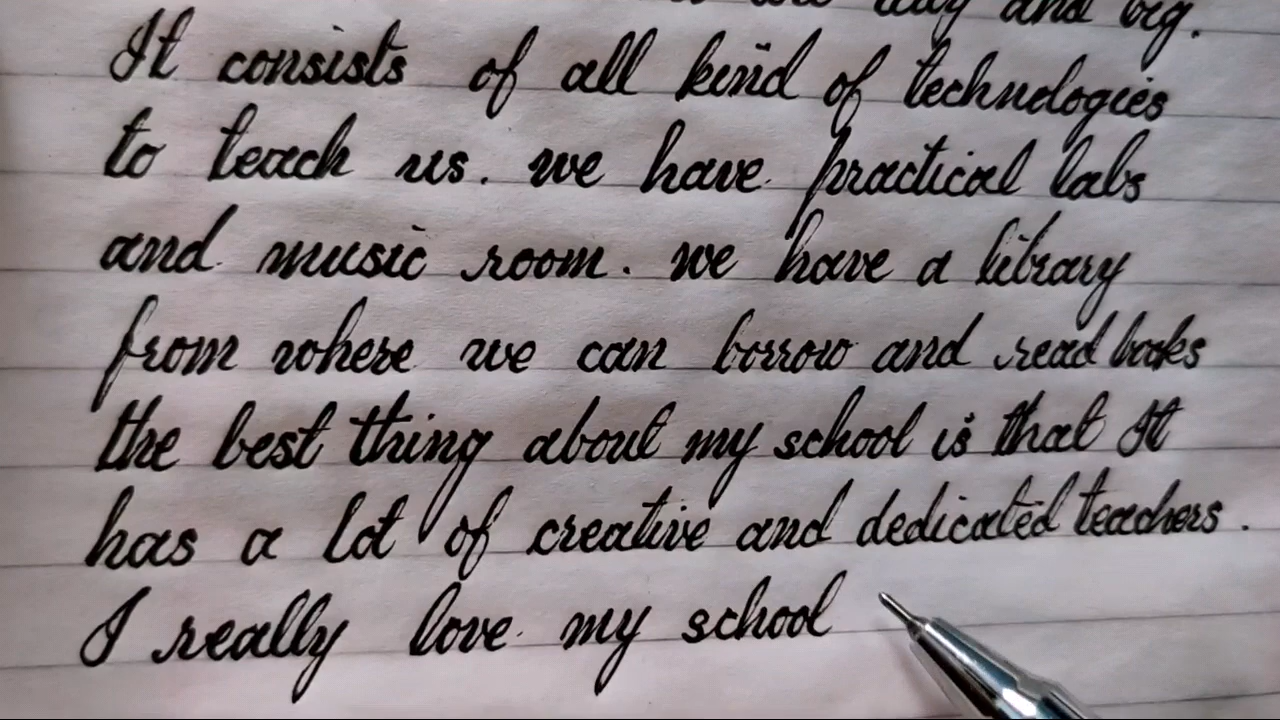 and big.
It consists of all kind of technologies
to teach us. we have practical labs
and music room. we have a library
from where we can borrow and read books
the best thing about my school is that It
has a lot of creative and dedicated teachers.
I really love my school